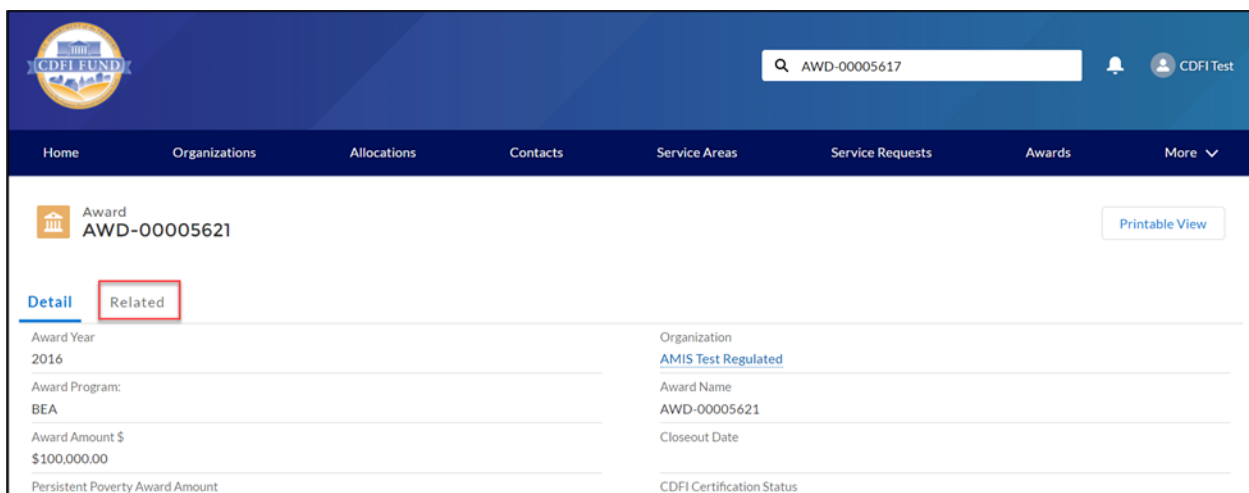 CDFI FUND
AWD-00005617
CDFI Test
Home Organizations Allocations Contacts Service Areas Service Requests Awards More
Award
AWD-00005621
Printable View
Detail Related
Award Year
2016
Organization
AMIS Test Regulated
Award Program:
BEA
Award Name
AWD-00005621
Award Amount $
$100,000.00
Closeout Date
Persistent Poverty Award Amount
CDFI Certification Status